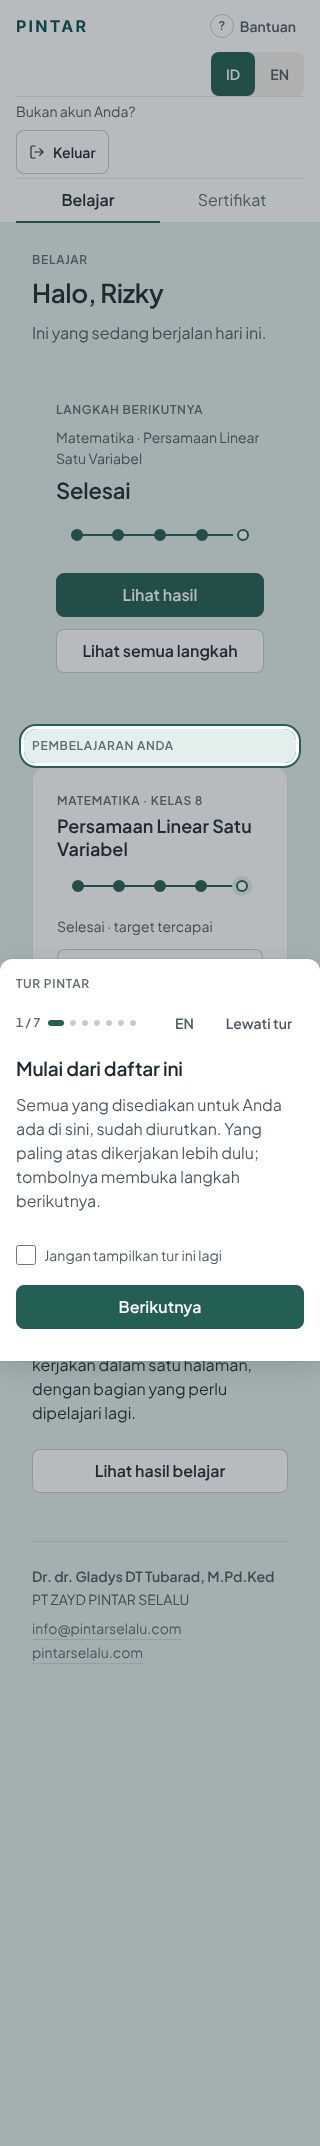 PINTAR
? Bantuan
ID EN
Bukan akun Anda?
Keluar
Belajar Sertifikat
BELAJAR
Halo, Rizky
Ini yang sedang berjalan hari ini.
LANGKAH BERIKUTNYA
Matematika · Persamaan Linear
Satu Variabel
Selesai
Lihat hasil
Lihat semua langkah
PEMBELAJARAN ANDA
MATEMATIKA · KELAS 8
Persamaan Linear Satu
Variabel
Selesai · target tercapai
TUR PINTAR
1 / 7 EN Lewati tur
Mulai dari daftar ini
Semua yang disediakan untuk Anda
ada di sini, sudah diurutkan. Yang
paling atas dikerjakan lebih dulu;
tombolnya membuka langkah
berikutnya.
Jangan tampilkan tur ini lagi
Berikutnya
kerjakan dalam satu halaman,
dengan bagian yang perlu
dipelajari lagi.
Lihat hasil belajar
Dr. dr. Gladys DT Tubarad, M.Pd.Ked
PT ZAYD PINTAR SELALU
info@pintarselalu.com
pintarselalu.com